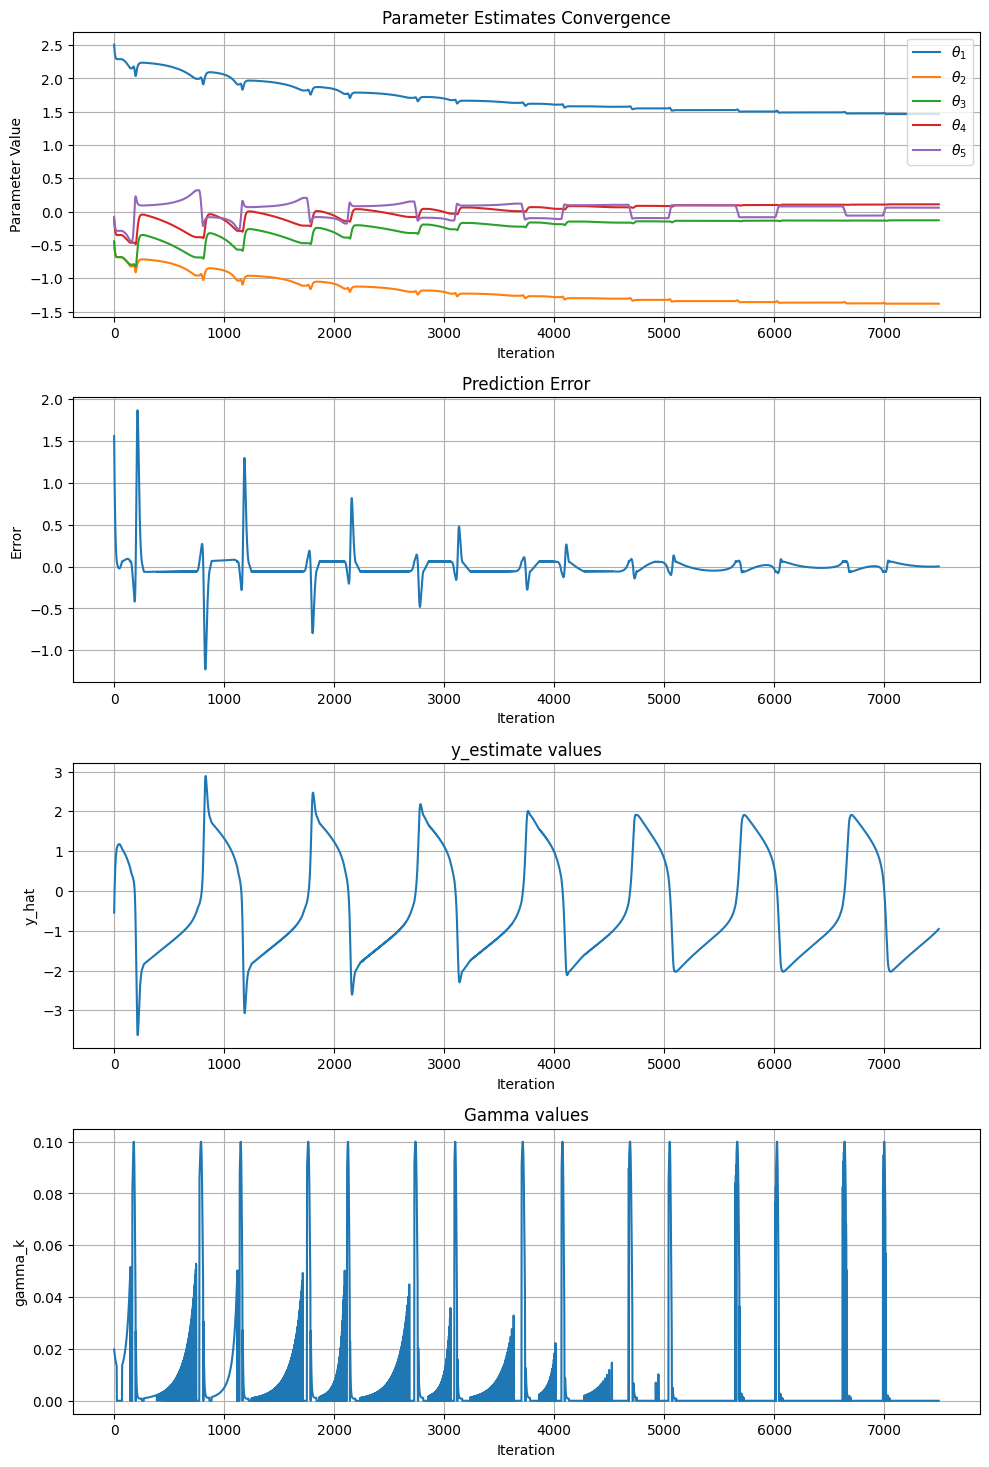 Parameter Estimates Convergence
2.5
2.0
1.5
1.0
0.5
0.0
−0.5
−1.0
−1.5
Parameter Value
θ1
θ2
θ3
θ4
θ5
0 1000 2000 3000 4000 5000 6000 7000
Iteration
Prediction Error
2.0
1.5
1.0
0.5
0.0
−0.5
−1.0
Error
0 1000 2000 3000 4000 5000 6000 7000
Iteration
y_estimate values
3
2
1
0
−1
−2
−3
y_hat
0 1000 2000 3000 4000 5000 6000 7000
Iteration
Gamma values
0.10
0.08
0.06
0.04
0.02
0.00
gamma_k
0 1000 2000 3000 4000 5000 6000 7000
Iteration